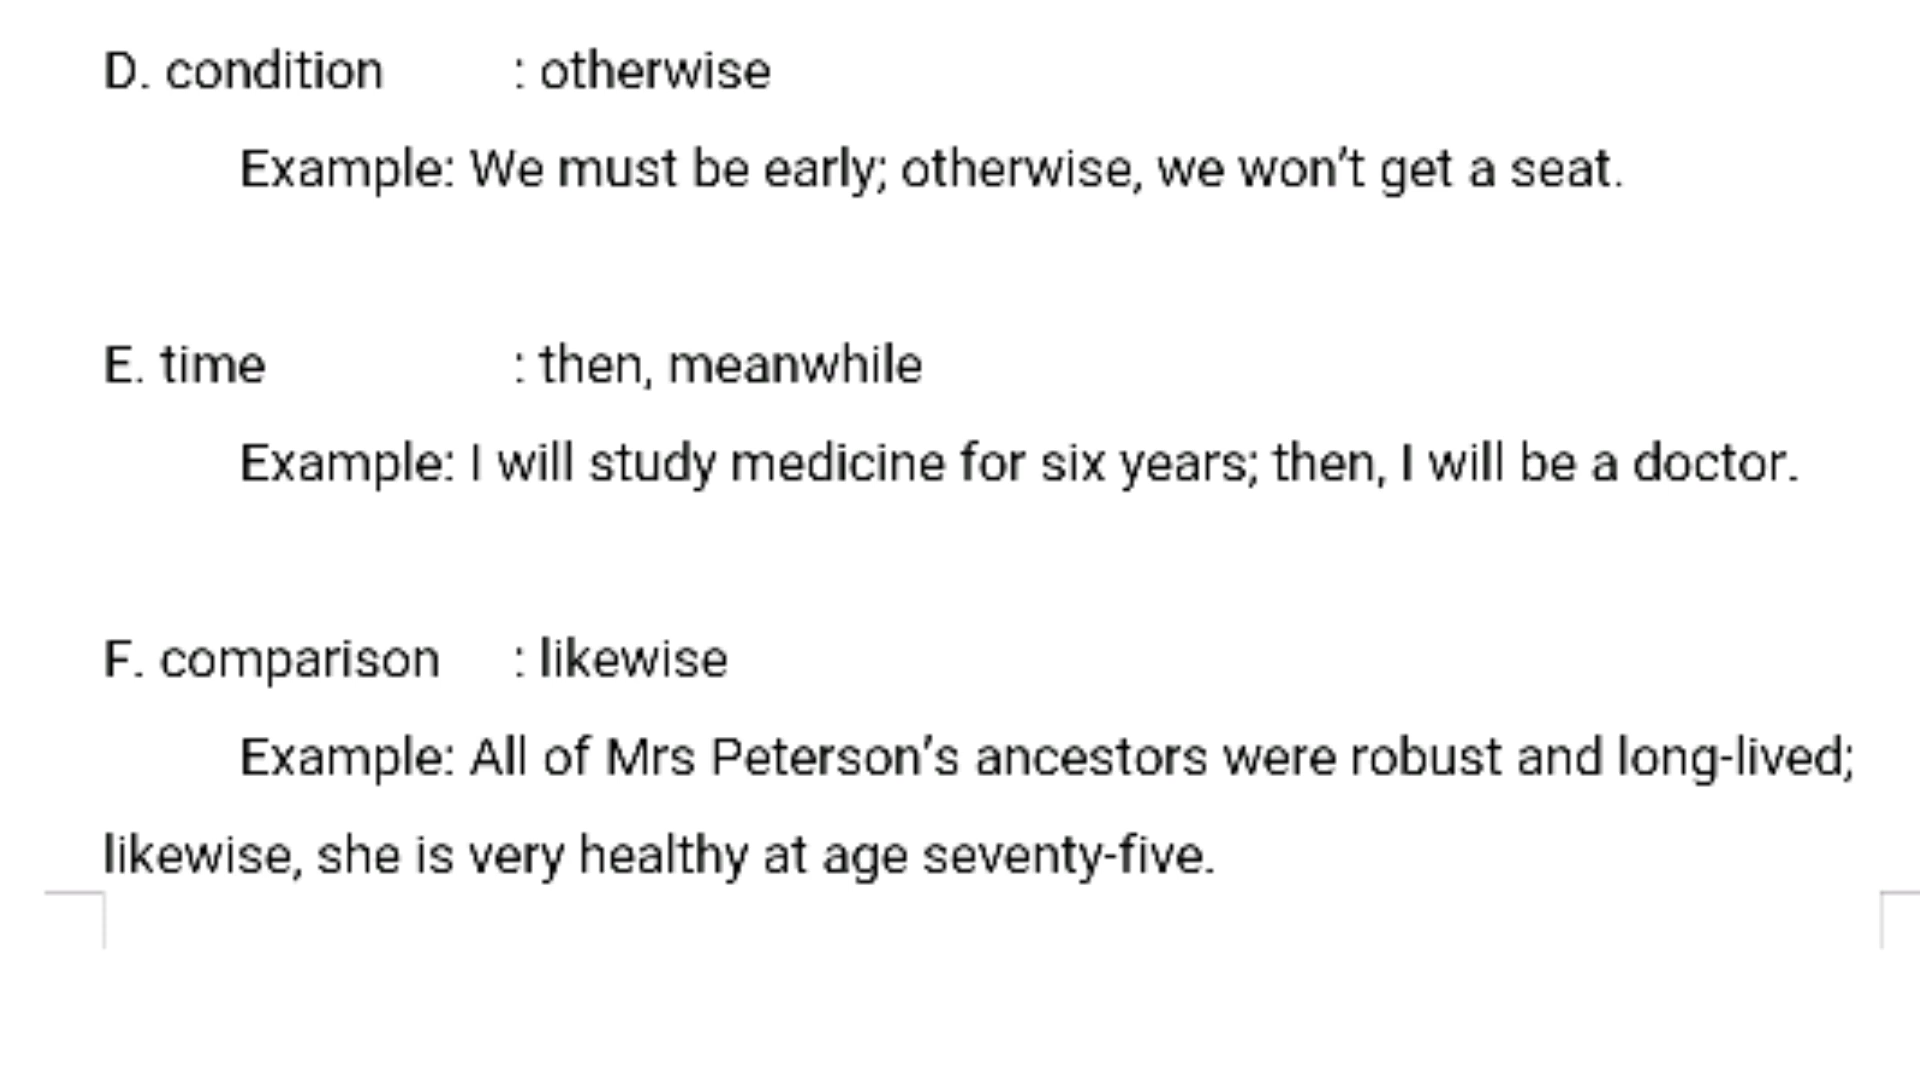 D. condition : otherwise
Example: We must be early; otherwise, we won’t get a seat.
E. time : then, meanwhile
Example: I will study medicine for six years; then, I will be a doctor.
F. comparison : likewise
Example: All of Mrs Peterson’s ancestors were robust and long-lived;
likewise, she is very healthy at age seventy-five.